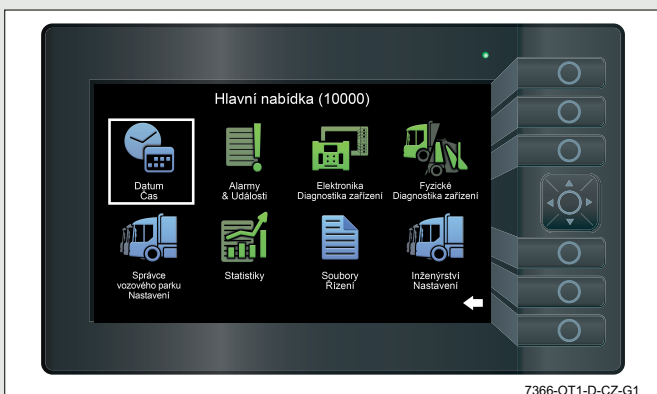 Hlavní nabídka (10000)
Datum
Čas
Alarmy
& Události
Elektronika
Diagnostika zařízení
Fyzické
Diagnostika zařízení
Správce
vozového parku
Nastavení
Statistiky
Soubory
Řízení
Inženýrství
Nastavení
7366-OT1-D-CZ-G1